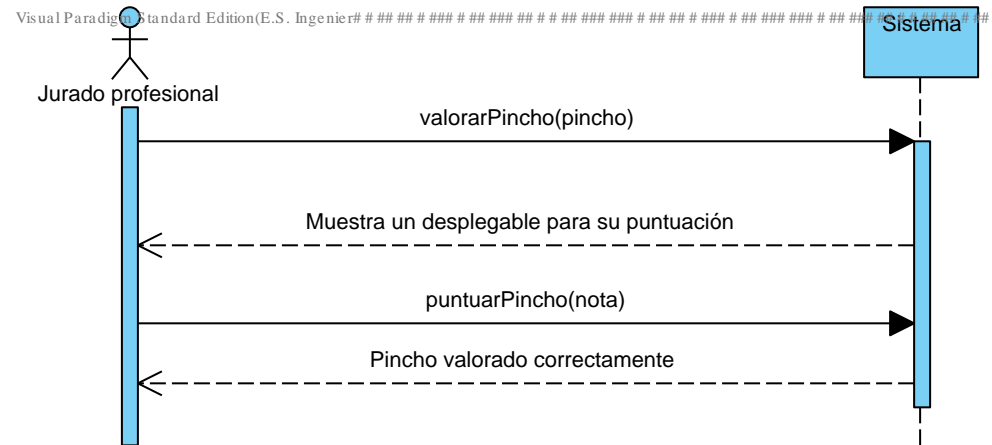 Visual Paradigm Standard Edition(E.S. Ingenier# # ## ## # ### # ## ### ## # # # ## ### ### # ## ## # ### # ## ### ### # ## ### ## # # ## ## # ##
Sistema
Jurado profesional
valorarPincho(pincho)
Muestra un desplegable para su puntuación
puntuarPincho(nota)
Pincho valorado correctamente